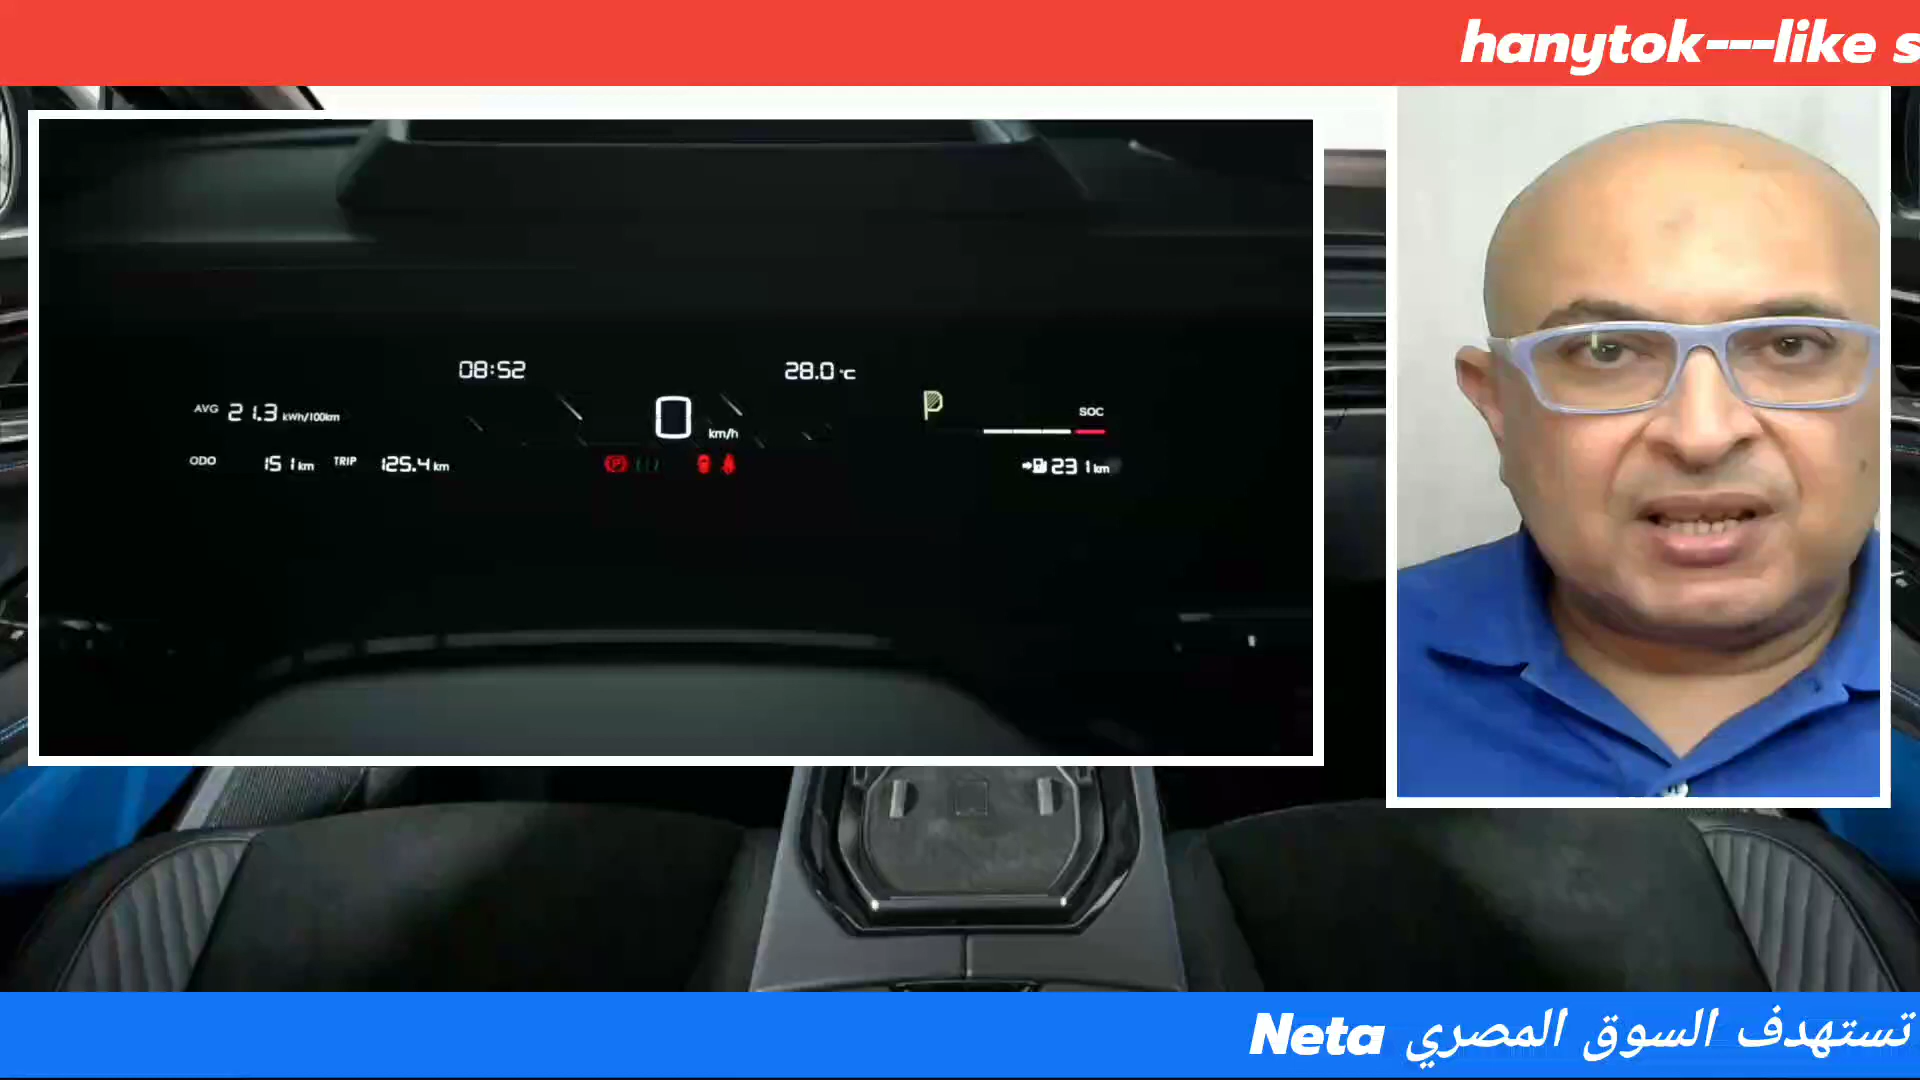 hanytok---like s
08:52
28.0 °C
AVG 21.3 kWh/100km
0
km/h
P
SOC
ODO 151 km TRIP 125.4 km
231 km
Neta تستهدف السوق المصري